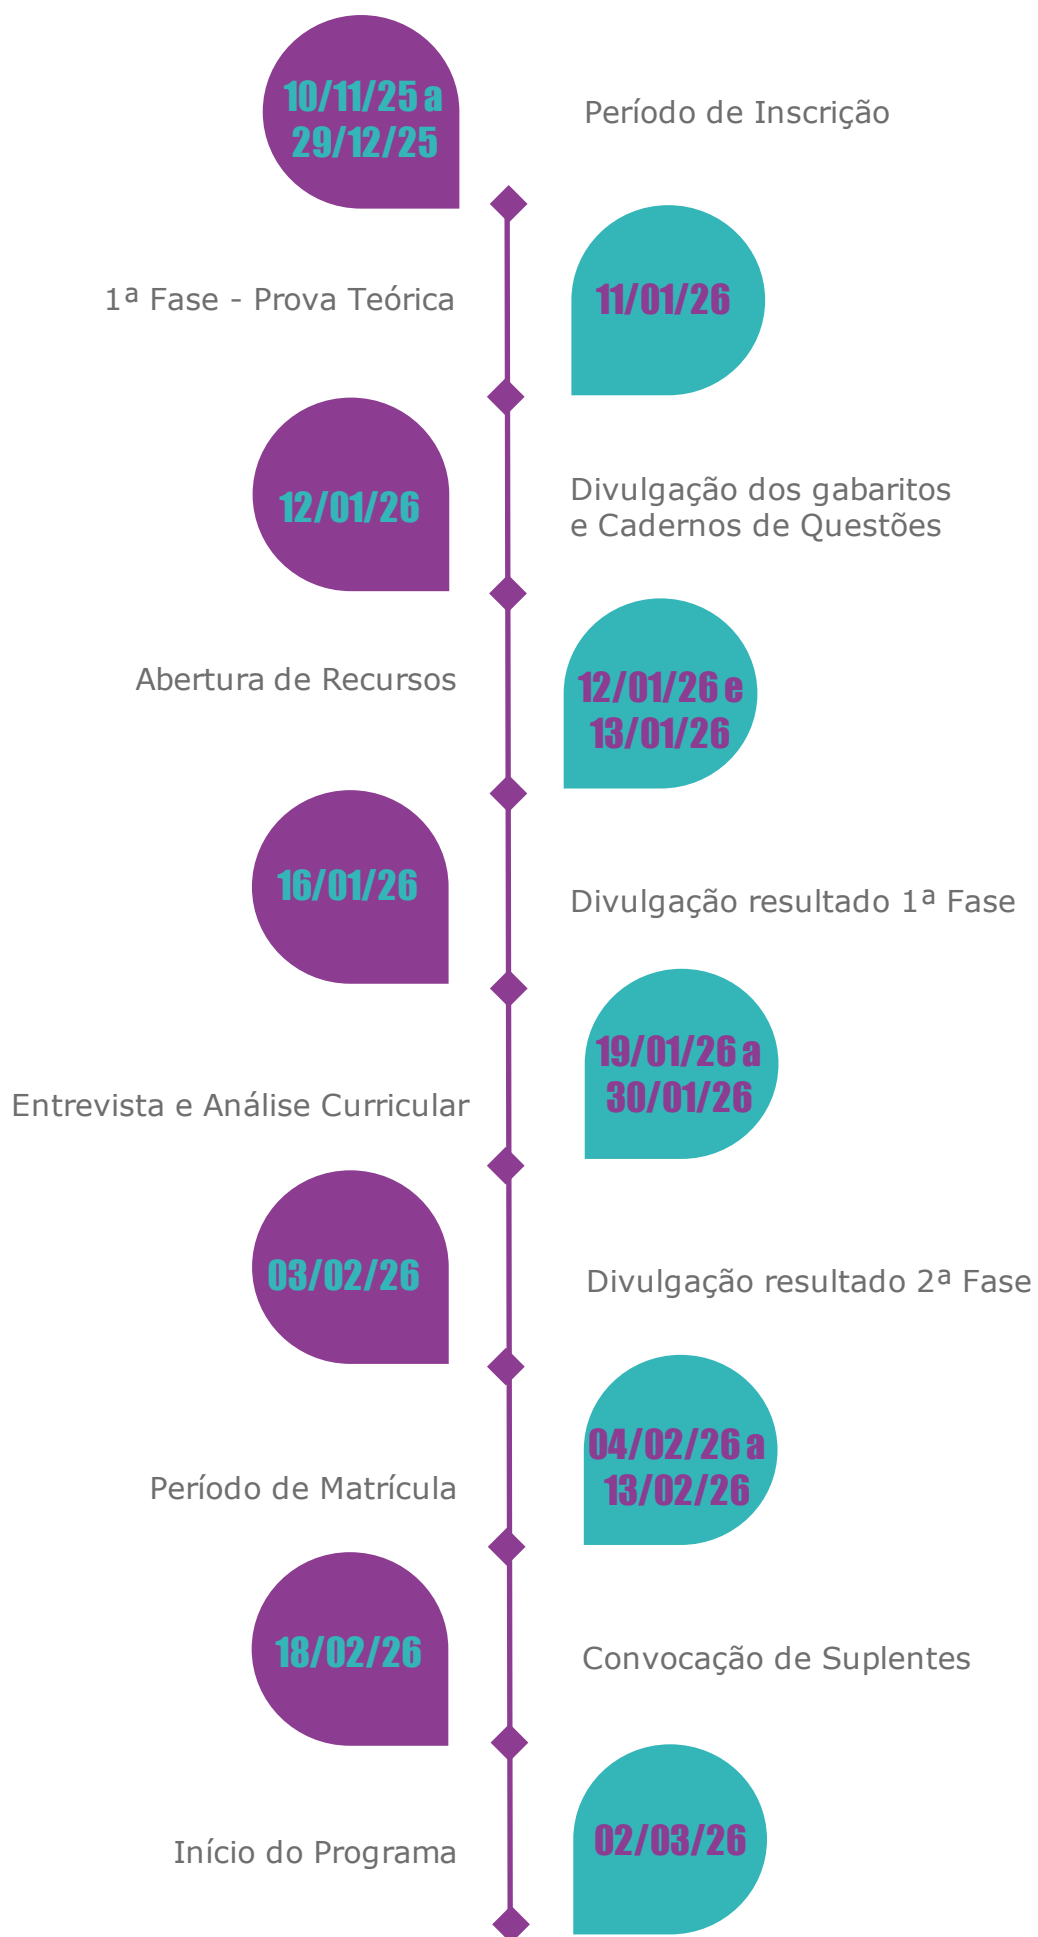 10/11/25 a
29/12/25
Período de Inscrição
1ª Fase - Prova Teórica
11/01/26
12/01/26
Divulgação dos gabaritos
e Cadernos de Questões
Abertura de Recursos
12/01/26 e
13/01/26
16/01/26
Divulgação resultado 1ª Fase
Entrevista e Análise Curricular
19/01/26 a
30/01/26
03/02/26
Divulgação resultado 2ª Fase
Período de Matrícula
04/02/26 a
13/02/26
18/02/26
Convocação de Suplentes
Início do Programa
02/03/26